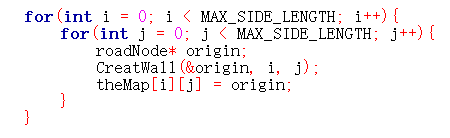 for(int i = 0; i < MAX_SIDE_LENGTH; i++){
for(int j = 0; j < MAX_SIDE_LENGTH; j++){
roadNode* origin;
CreatWall(&origin, i, j);
theMap[i][j] = origin;
}
}